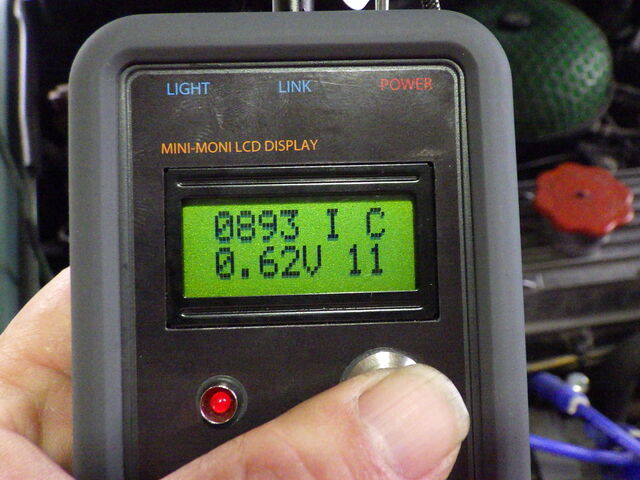 LIGHT LINK POWER
MINI-MONI LCD DISPLAY
0893 I C
0.62V 11